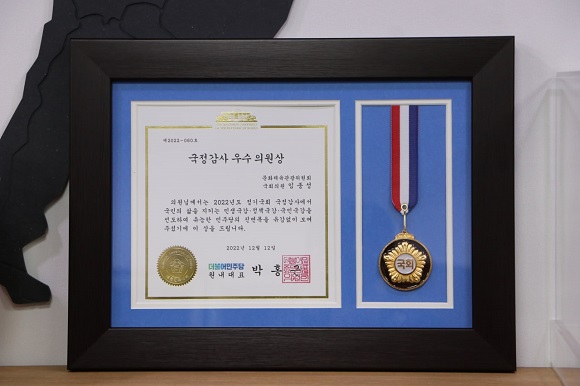 제2022-060호
국정감사 우수 의원상
문화체육관광위원회
국회의원 임종성
의원님께서는 2022년도 정기국회 국정감사에서
국민의 삶을 지키는 민생국감·정책국감·국민국감을
선도하며 유능한 민주당의 진면목을 유감없이 보여
주셨기에 이 상을 드립니다.
2022년 12월 12일
더불어민주당
원내대표 박홍근
국회